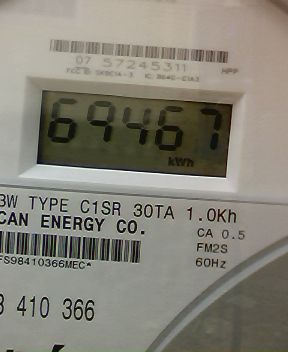 07 57245311
HPP
69467
kWh
3W TYPE C1SR 30TA 1.0Kh
CAN ENERGY CO.
CA 0.5
FM2S
60Hz
FS98410366MEC*
410 366